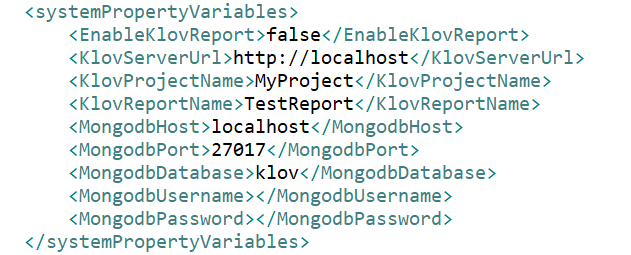 <systemPropertyVariables>
<EnableKlovReport>false</EnableKlovReport>
<KlovServerUrl>http://localhost</KlovServerUrl>
<KlovProjectName>MyProject</KlovProjectName>
<KlovReportName>TestReport</KlovReportName>
<MongodbHost>localhost</MongodbHost>
<MongodbPort>27017</MongodbPort>
<MongodbDatabase>klov</MongodbDatabase>
<MongodbUsername></MongodbUsername>
<MongodbPassword></MongodbPassword>
</systemPropertyVariables>